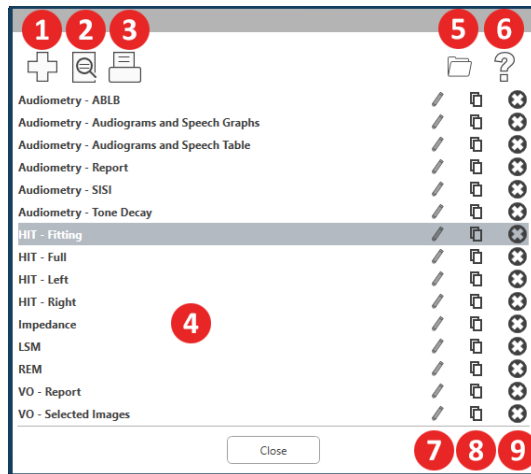 1 2 3 5 6
Audiometry - ABLB
Audiometry - Audiograms and Speech Graphs
Audiometry - Audiograms and Speech Table
Audiometry - Report
Audiometry - SISI
Audiometry - Tone Decay
HIT - Fitting
HIT - Full
HIT - Left
HIT - Right
Impedance
4
LSM
REM
VO - Report
VO - Selected Images
Close 7 8 9